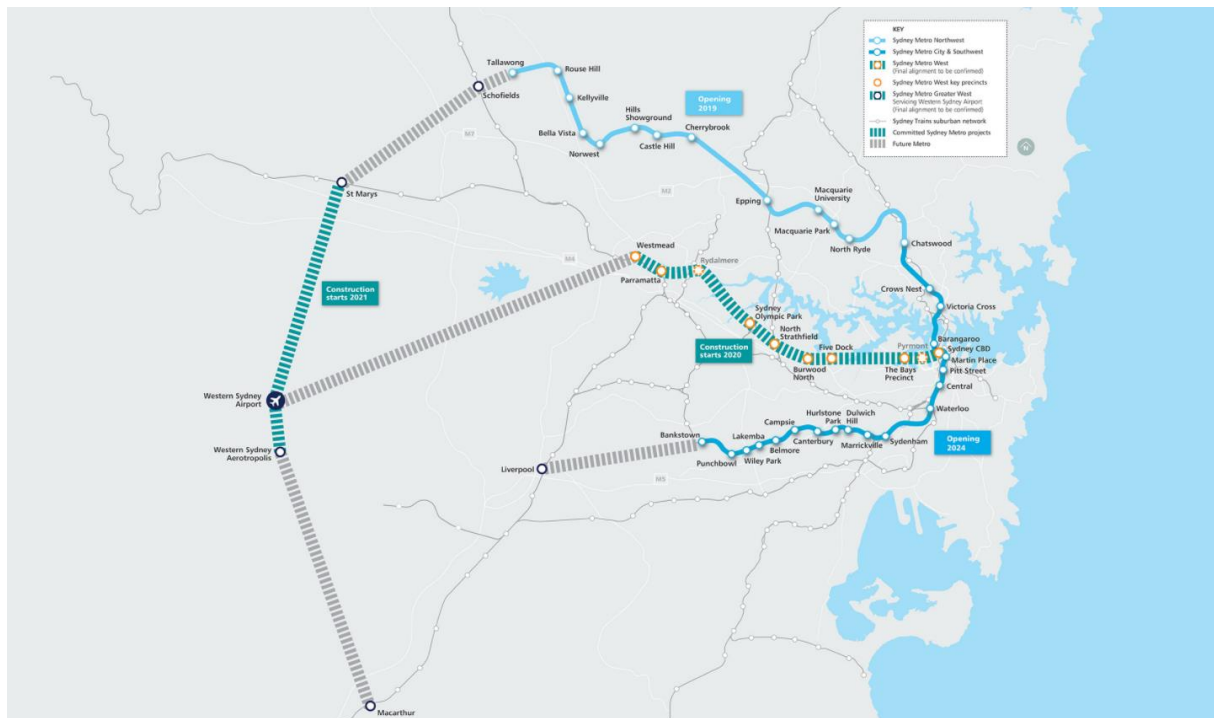 KEY
Sydney Metro Northwest
Sydney Metro City & Southwest
Sydney Metro West
(Final alignment to be confirmed)
Sydney Metro West key precincts
Sydney Metro Greater West
Servicing Western Sydney Airport
(Final alignment to be confirmed)
Sydney Trains suburban network
Committed Sydney Metro projects
Future Metro
N
Tallawong
Rouse Hill
Schofields
Kellyville
Opening
2019
Hills
Showground
Bella Vista
Cherrybrook
M7
Norwest
Castle Hill
St Marys
M2
Epping
Macquarie
University
Macquarie Park
North Ryde
Chatswood
Westmead
M4
Rydalmere
Parramatta
Crows Nest
Construction
starts 2021
Victoria Cross
Sydney
Olympic Park
North
Strathfield
Construction
starts 2020
Five Dock
Pyrmont
Barangaroo
Sydney CBD
Martin Place
Burwood
North
The Bays
Precinct
Pitt Street
Central
Western Sydney
Airport
Waterloo
Hurlstone
Park
Dulwich
Hill
Campsie
Lakemba
Bankstown
Canterbury
Sydenham
Opening
2024
Marrickville
Belmore
Wiley Park
Punchbowl
Western Sydney
Aerotropolis
Liverpool
M5
Macarthur